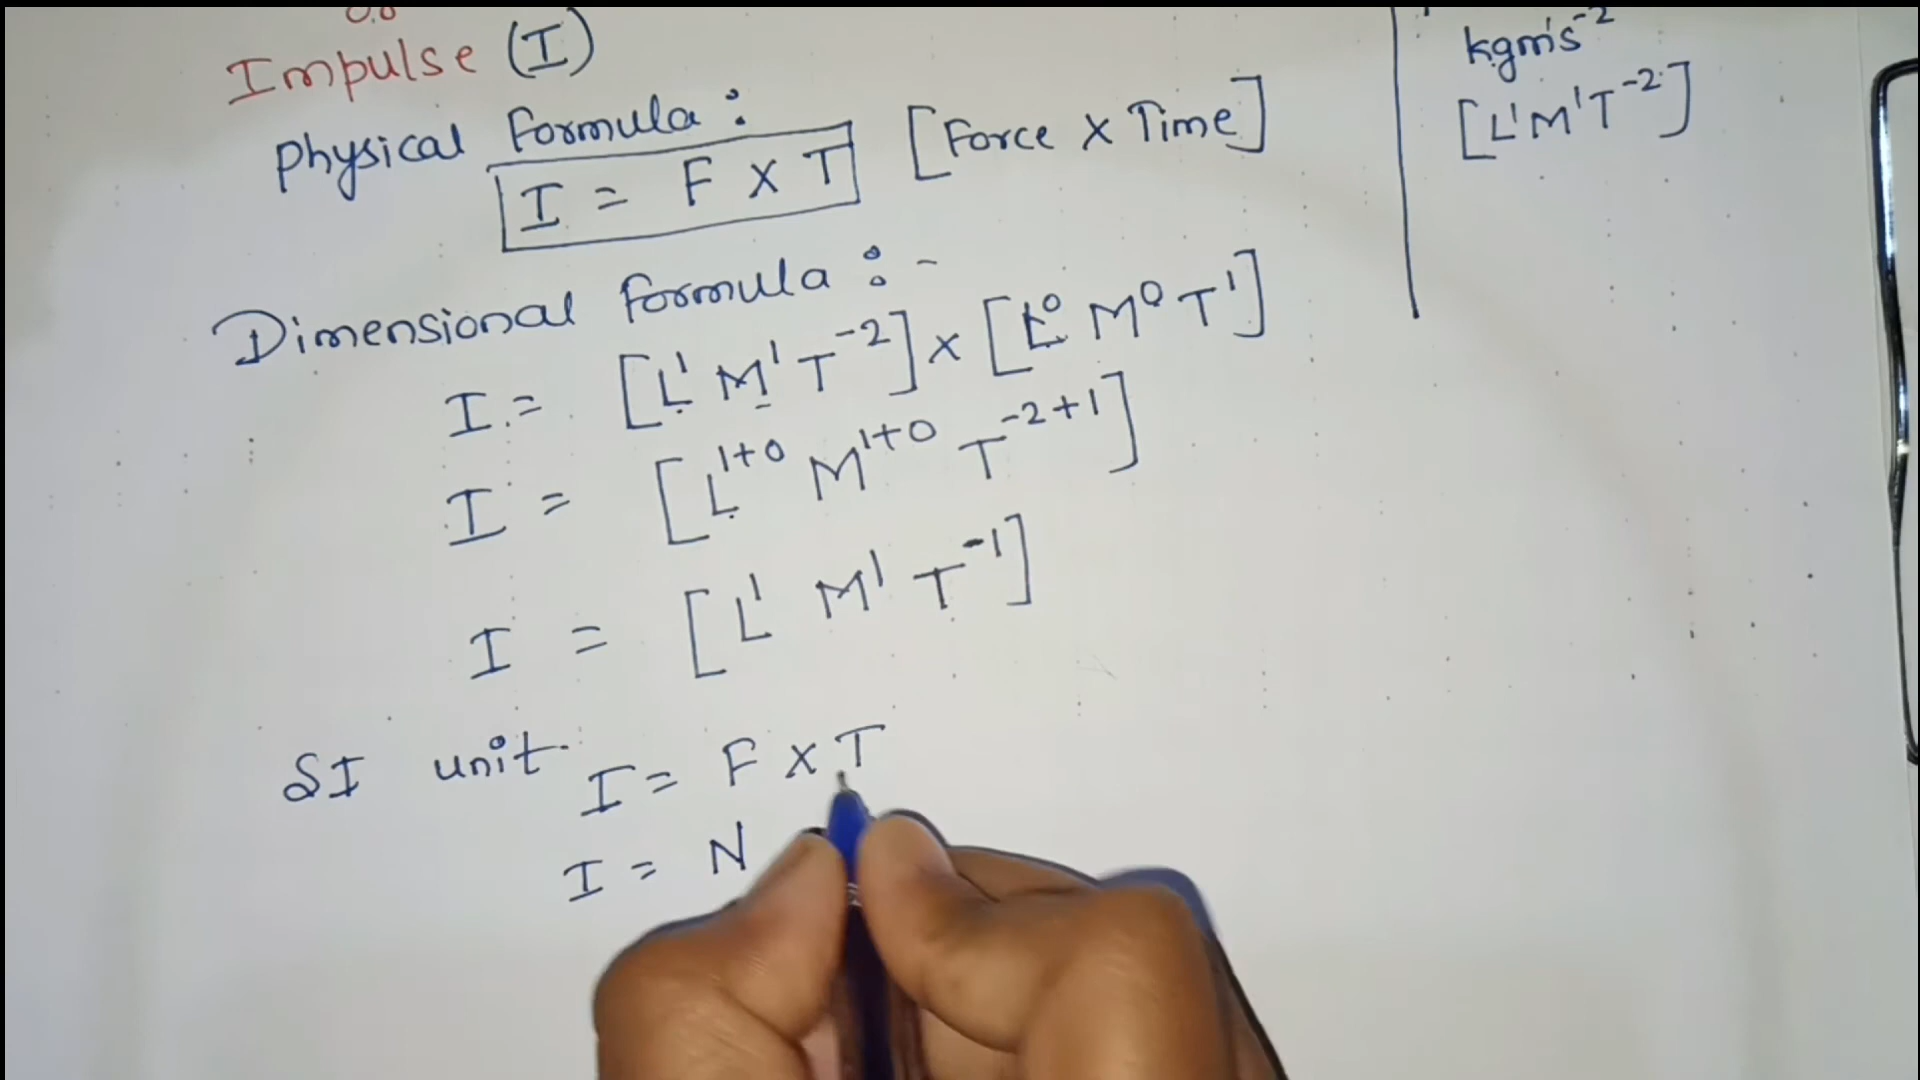 Impulse (I)
Physical Formula :
I = F X T [Force X Time]
Dimensional formula :-
I = [L¹ M¹ T⁻²] × [L⁰ M⁰ T¹]
I = [L¹⁺⁰ M¹⁺⁰ T⁻²⁺¹]
I = [L¹ M¹ T⁻¹]
SI unit. I = F X T
I = N
kgm¹s⁻²
[L¹M¹T⁻²]